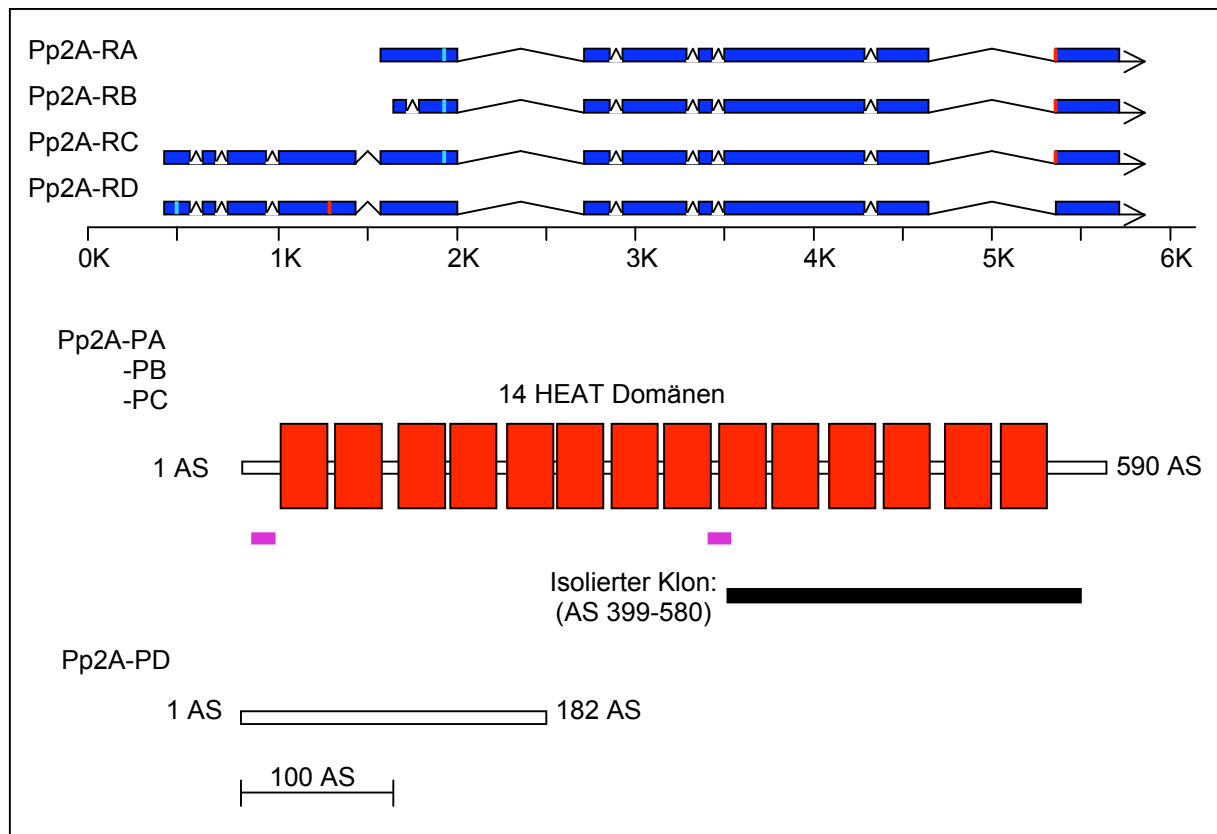 Pp2A-RA
Pp2A-RB
Pp2A-RC
Pp2A-RD
0K 1K 2K 3K 4K 5K 6K
Pp2A-PA
-PB
-PC
14 HEAT Domänen
1 AS 590 AS
Isolierter Klon:
(AS 399-580)
Pp2A-PD
1 AS 182 AS
100 AS